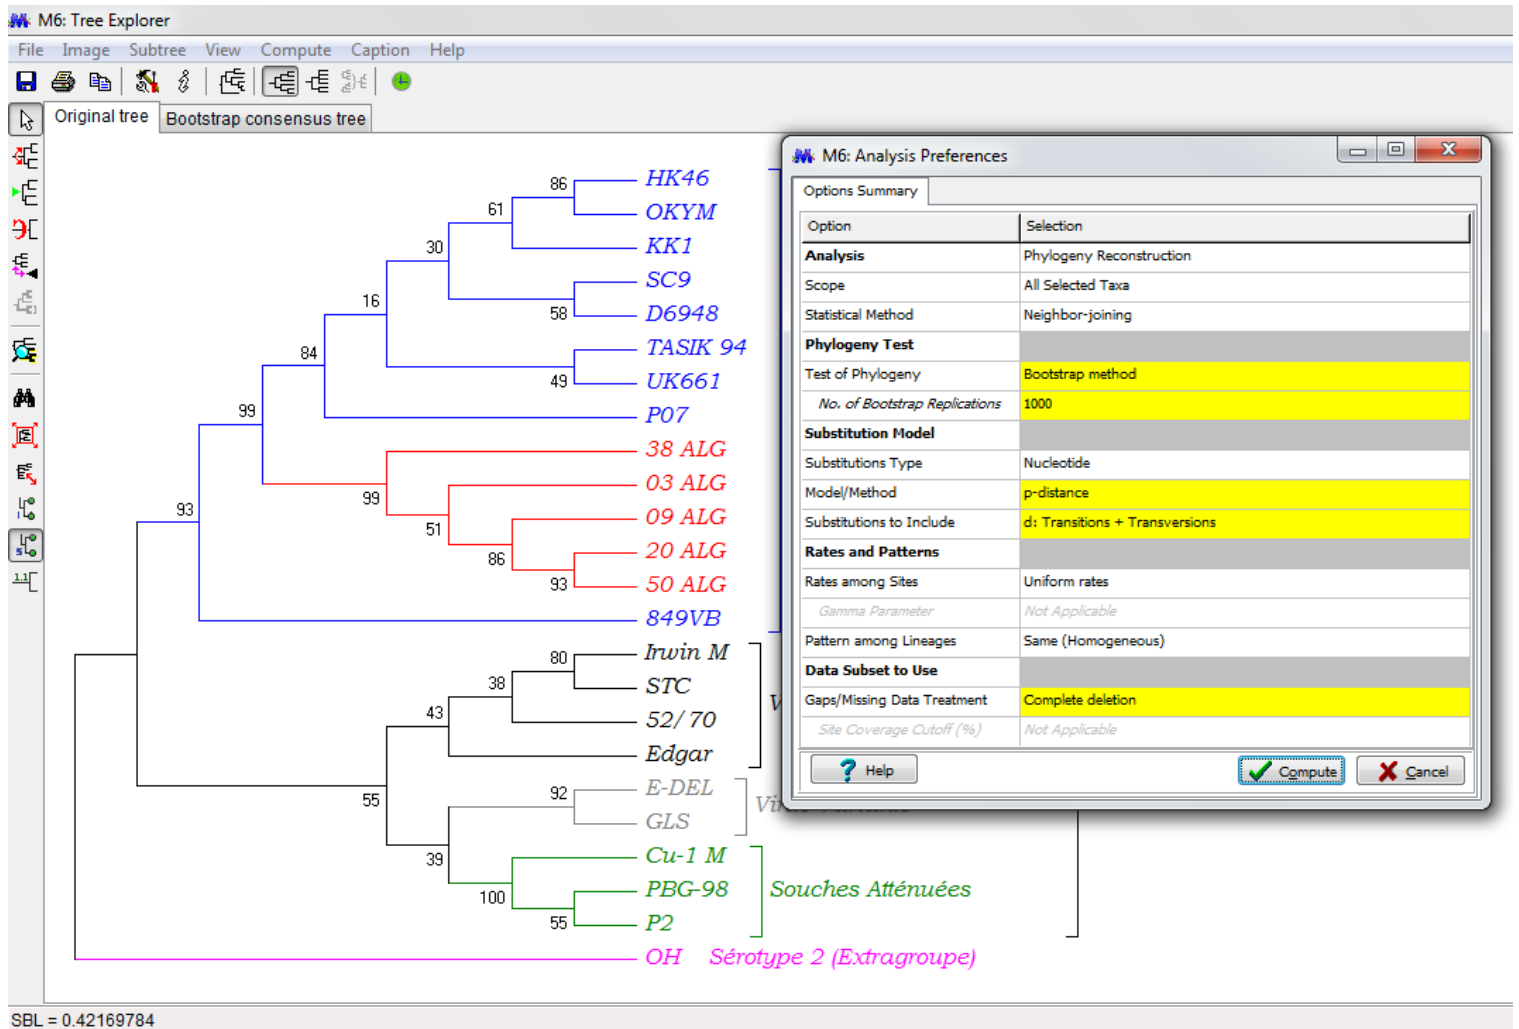 M6: Tree Explorer
File Image Subtree View Compute Caption Help
Original tree
Bootstrap consensus tree
HK46
OKYM
KK1
SC9
D6948
TASIK 94
UK661
P07
38 ALG
03 ALG
09 ALG
20 ALG
50 ALG
849VB
Irwin M
STC
52/70
Edgar
E-DEL
GLS
Cu-1 M
PBG-98
P2
OH Sérotype 2 (Extragroupe)
Souches Atténuées
86
61
30
58
16
49
84
99
99
51
86
93
93
80
38
43
55
92
39
100
55
M6: Analysis Preferences
Options Summary
Option Selection
Analysis Phylogeny Reconstruction
Scope All Selected Taxa
Statistical Method Neighbor-joining
Phylogeny Test
Test of Phylogeny Bootstrap method
No. of Bootstrap Replications 1000
Substitution Model
Substitutions Type Nucleotide
Model/Method p-distance
Substitutions to Include d: Transitions + Transversions
Rates and Patterns
Rates among Sites Uniform rates
Gamma Parameter Not Applicable
Pattern among Lineages Same (Homogeneous)
Data Subset to Use
Gaps/Missing Data Treatment Complete deletion
Site Coverage Cutoff (%) Not Applicable
Help Compute Cancel
SBL = 0.42169784